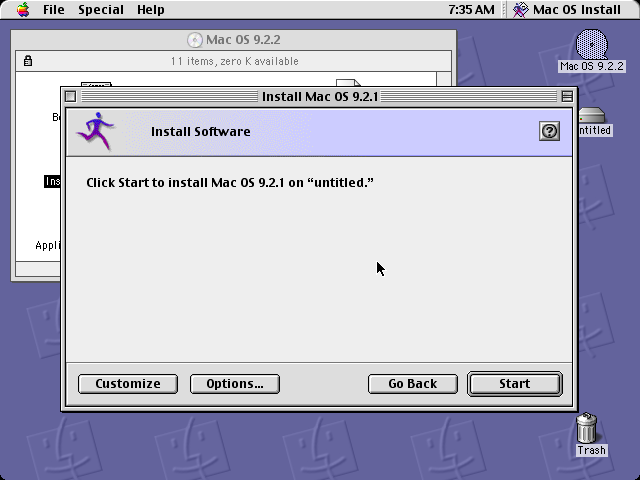 File Special Help 7:35 AM Mac OS Install
Mac OS 9.2.2
11 items, zero K available
Mac OS 9.2.2
Install Mac OS 9.2.1
Install Software
?
ntitled
Click Start to install Mac OS 9.2.1 on “untitled.”
Ins
Appli
Customize Options... Go Back Start
Trash